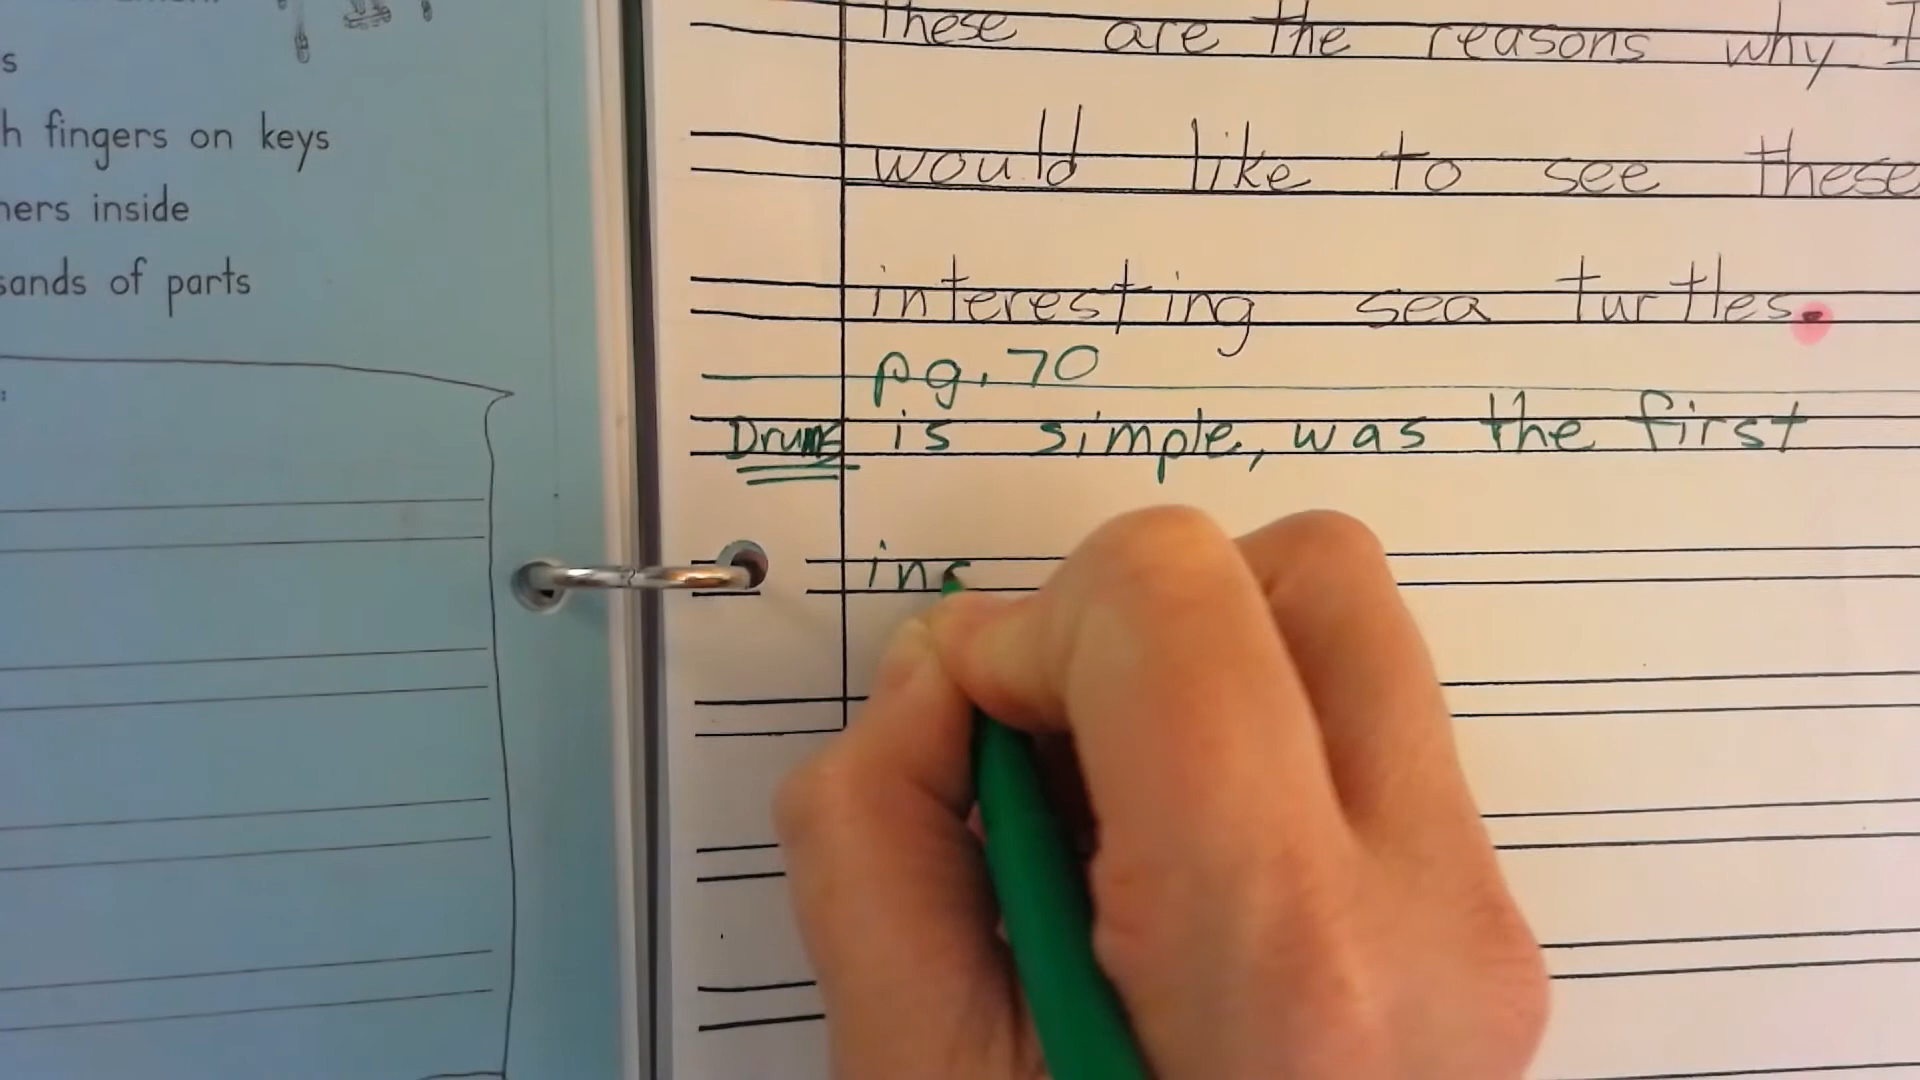 s
h fingers on keys
ners inside
sands of parts
these are the reasons why I
would like to see these
interesting sea turtles.
pg. 70
Drums is simple, was the first
ins